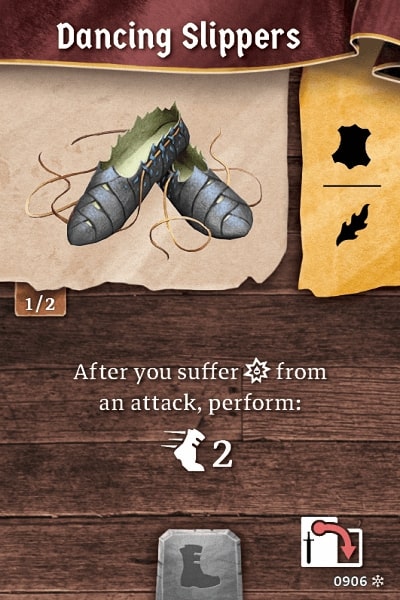 Dancing Slippers
1/2
After you suffer from
an attack, perform:
2
0906